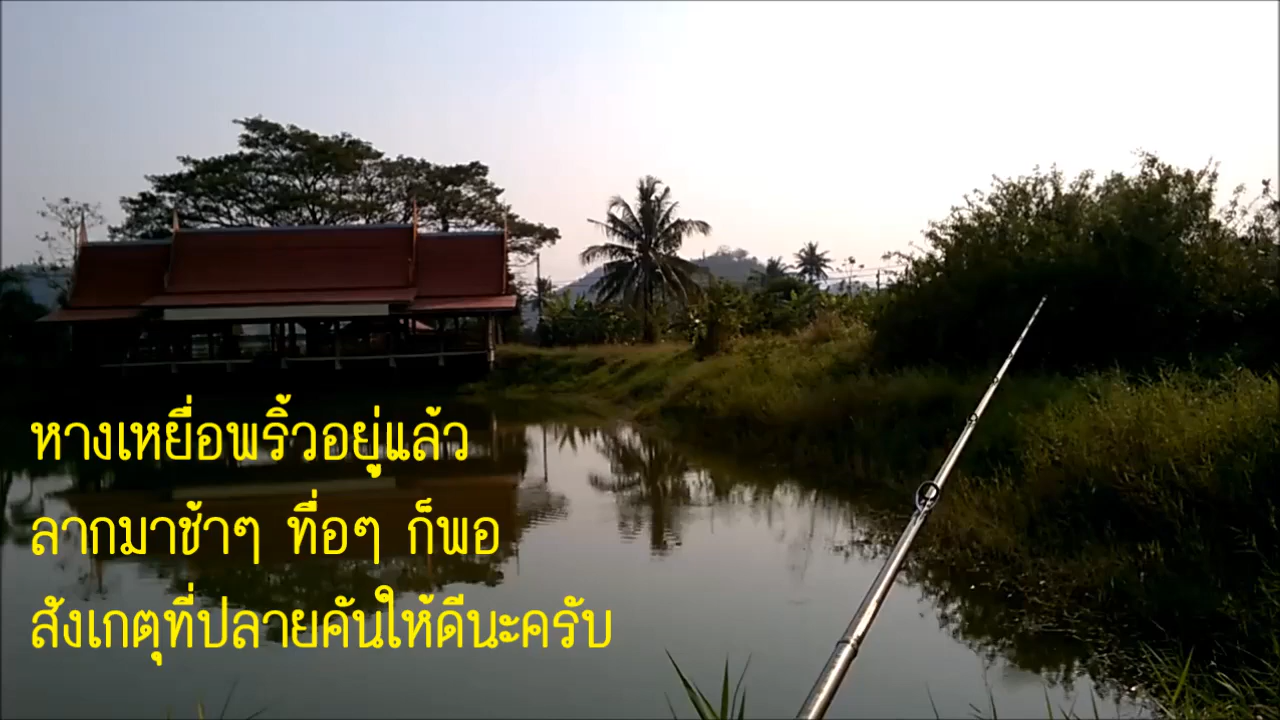 หางเหยื่อพริ้วอยู่แล้ว
ลากมาช้าๆ ทื่อๆ ก็พอ
สังเกตุที่ปลายคันให้ดีนะครับ